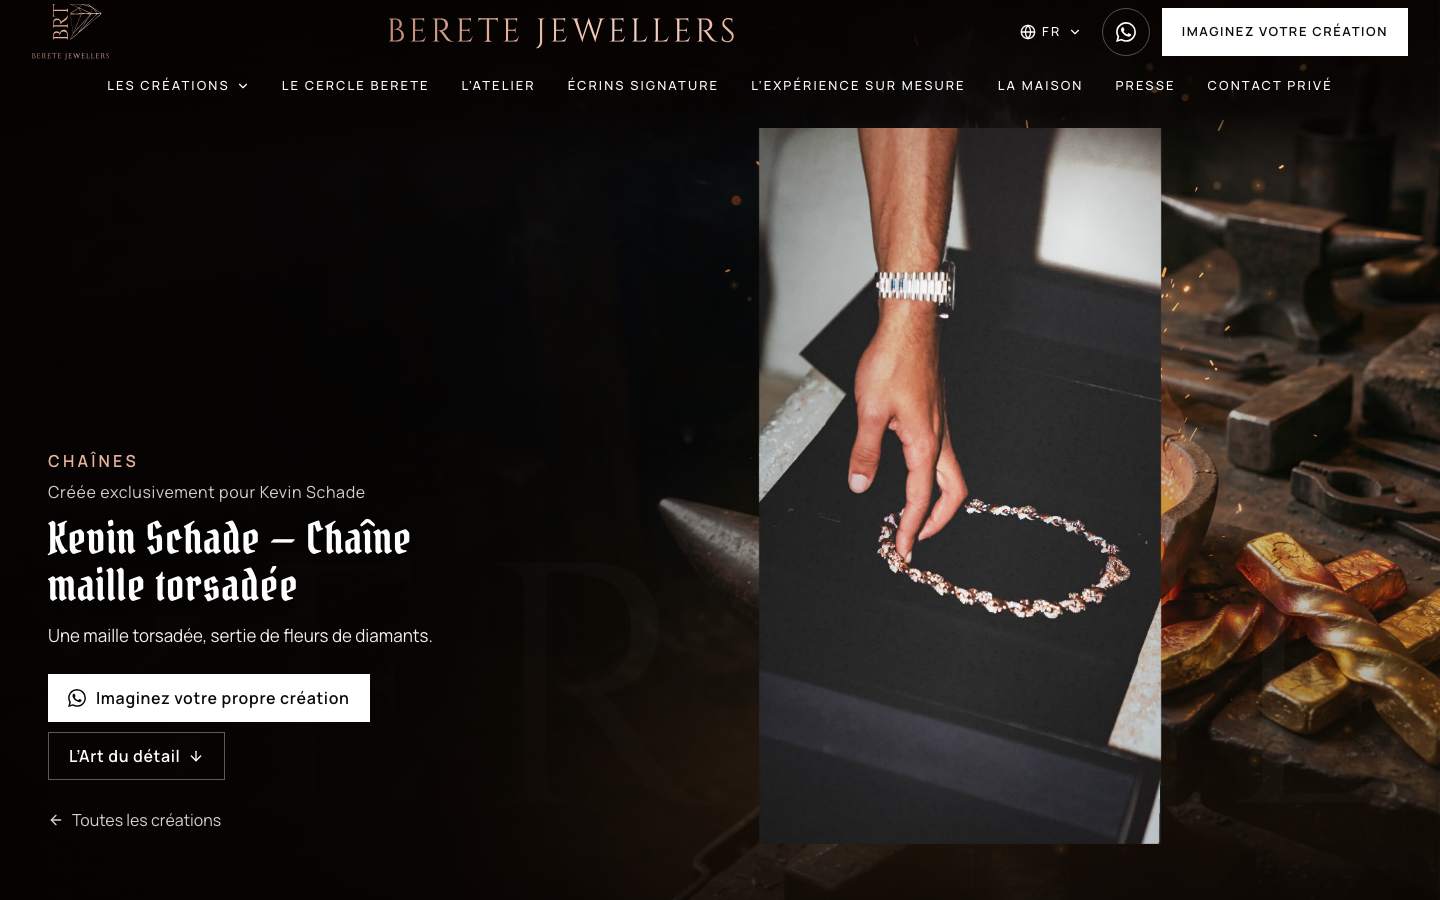 BRT
BERETE JEWELLERS
BERETE JEWELLERS
FR
IMAGINEZ VOTRE CRÉATION
LES CRÉATIONS
LE CERCLE BERETE
L'ATELIER
ÉCRINS SIGNATURE
L'EXPÉRIENCE SUR MESURE
LA MAISON
PRESSE
CONTACT PRIVÉ
CHAÎNES
Créée exclusivement pour Kevin Schade
Kevin Schade — Chaîne
maille torsadée
Une maille torsadée, sertie de fleurs de diamants.
Imaginez votre propre création
L'Art du détail
Toutes les créations